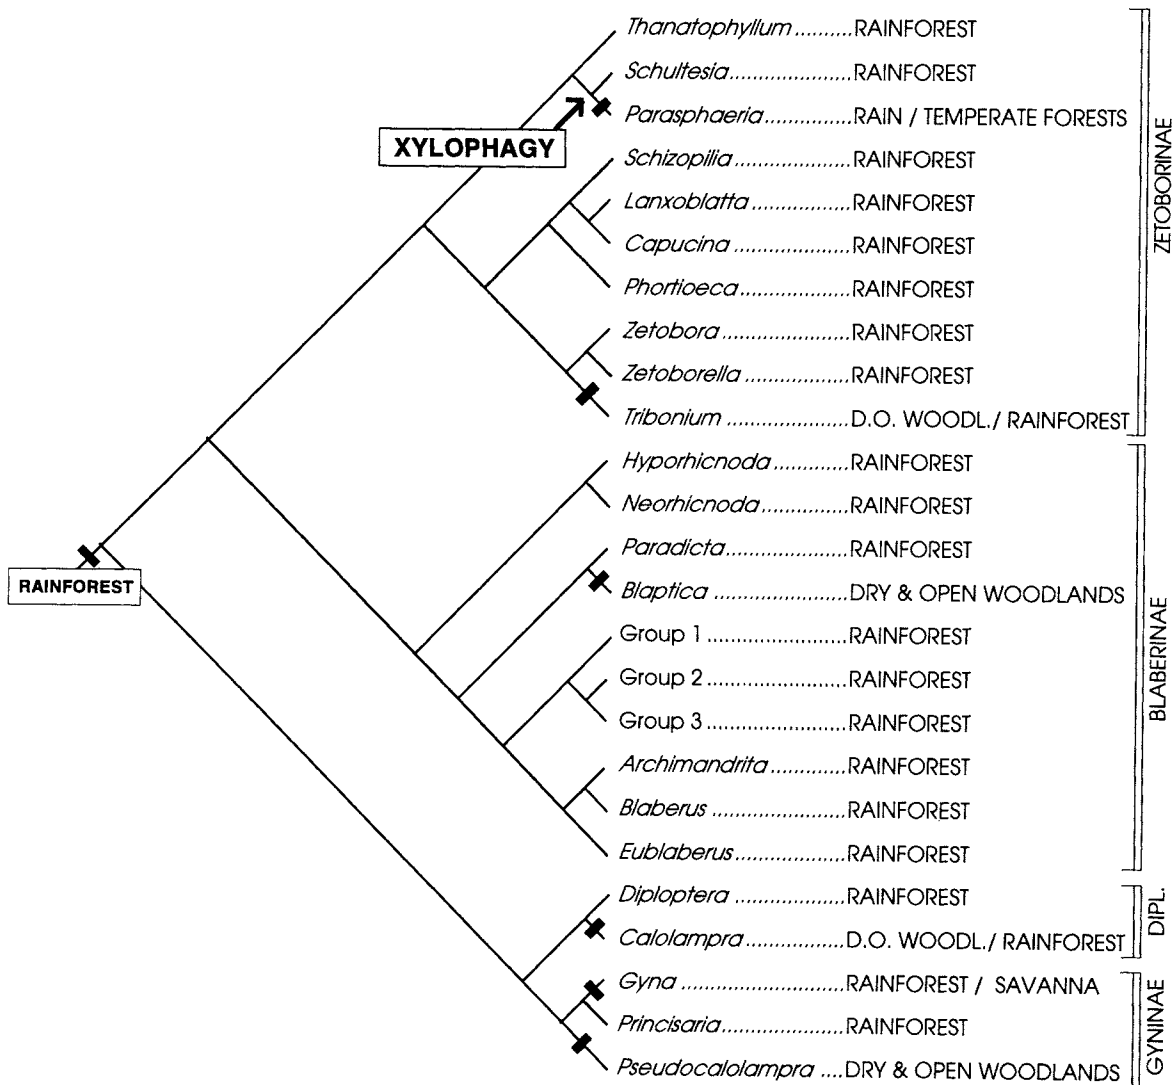 Thanatophyllum ..........RAINFOREST
Schultesia.....................RAINFOREST
Parasphaeria...............RAIN / TEMPERATE FORESTS
XYLOPHAGY
Schizopilia.....................RAINFOREST
Lanxoblatta..................RAINFOREST
Capucina.....................RAINFOREST
Phortioeca...................RAINFOREST
Zetobora......................RAINFOREST
Zetoborella..................RAINFOREST
Tribonium ....................D.O. WOODL./ RAINFOREST
ZETOBORINAE
Hyporhicnoda..............RAINFOREST
Neorhicnoda................RAINFOREST
Paradicta.....................RAINFOREST
Blaptica ........................DRY & OPEN WOODLANDS
Group 1 ........................RAINFOREST
Group 2 ........................RAINFOREST
Group 3 ........................RAINFOREST
Archimandrita..............RAINFOREST
Blaberus .......................RAINFOREST
Eublaberus...................RAINFOREST
BLABERINAE
RAINFOREST
Diploptera ...................RAINFOREST
Calolampra .................D.O. WOODL./ RAINFOREST
DIPL.
Gyna ............................RAINFOREST / SAVANNA
Princisaria.....................RAINFOREST
Pseudocalolampra ....DRY & OPEN WOODLANDS
GYNINAE